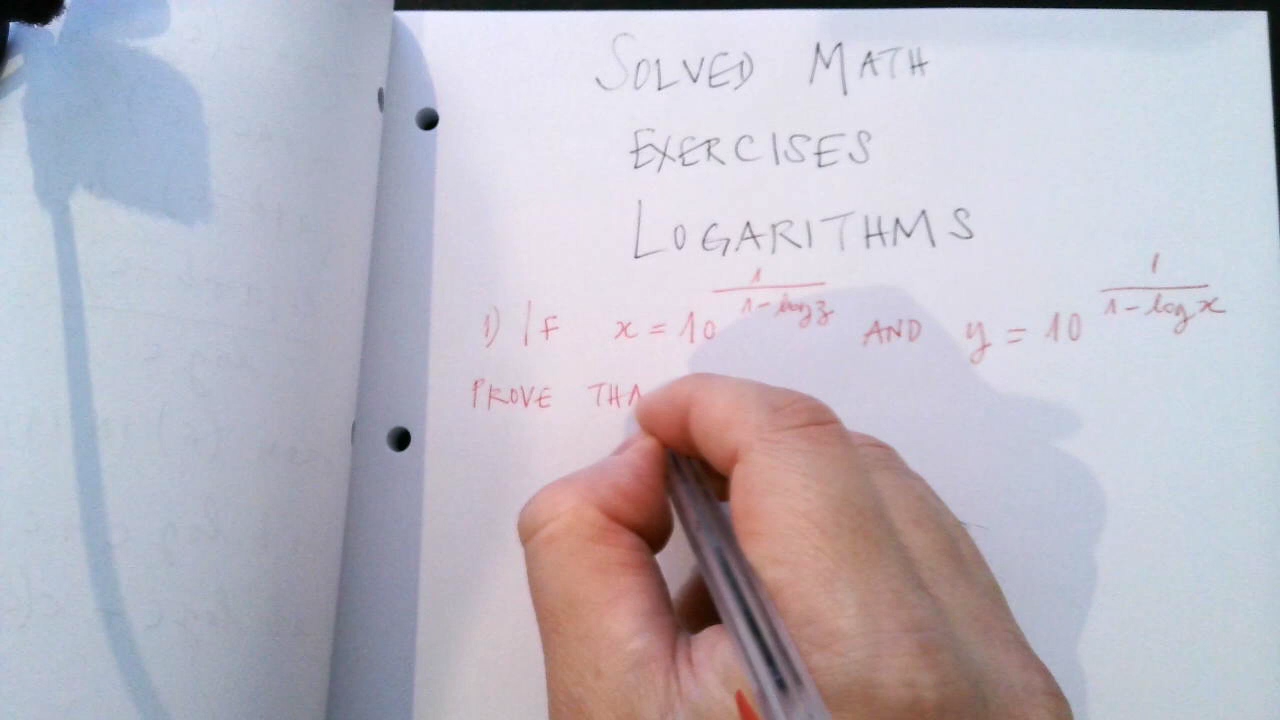 SOLVED MATH
EXERCISES
LOGARITHMS
1) IF x = 10^(1/(1-log z)) AND y = 10^(1/(1-log x))
PROVE THA